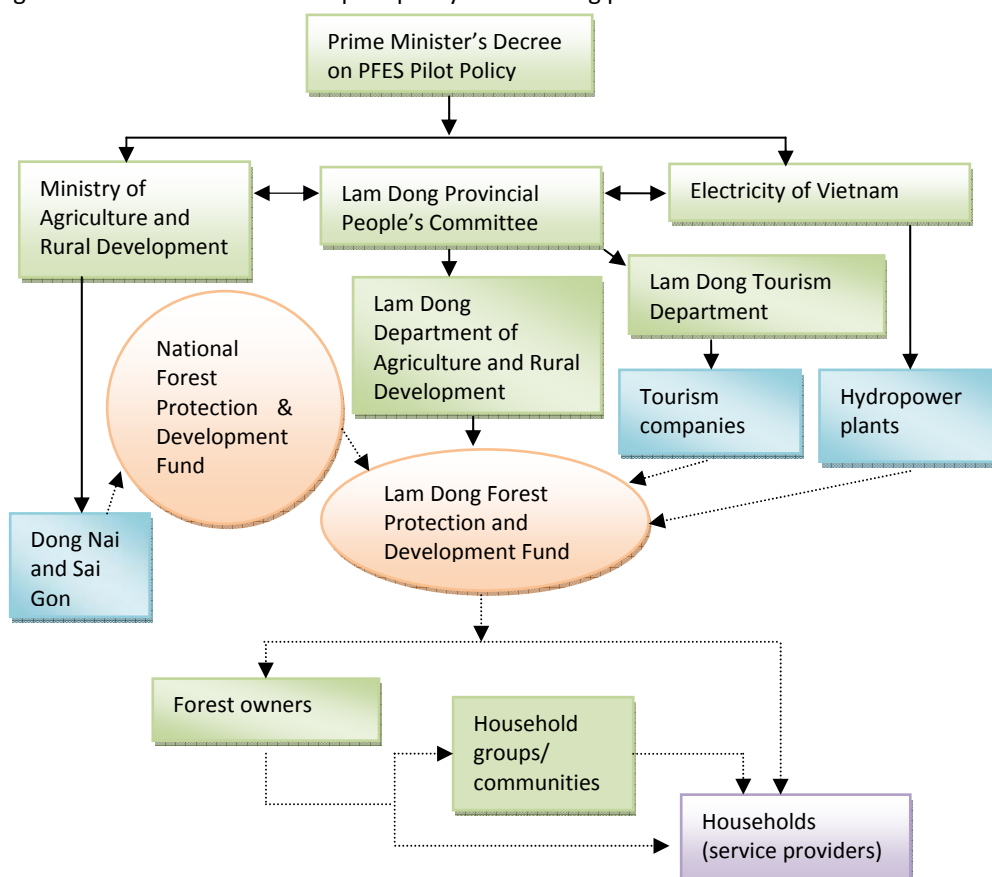 Prime Minister's Decree
on PFES Pilot Policy
Ministry of
Agriculture and
Rural Development
Lam Dong Provincial
People's Committee
Electricity of Vietnam
Lam Dong Tourism
Department
Lam Dong
Department of
Agriculture and Rural
Development
National
Forest
Protection &
Development
Fund
Tourism
companies
Hydropower
plants
Lam Dong Forest
Protection and
Development Fund
Dong Nai
and Sai
Gon
Forest owners
Household
groups/
communities
Households
(service providers)